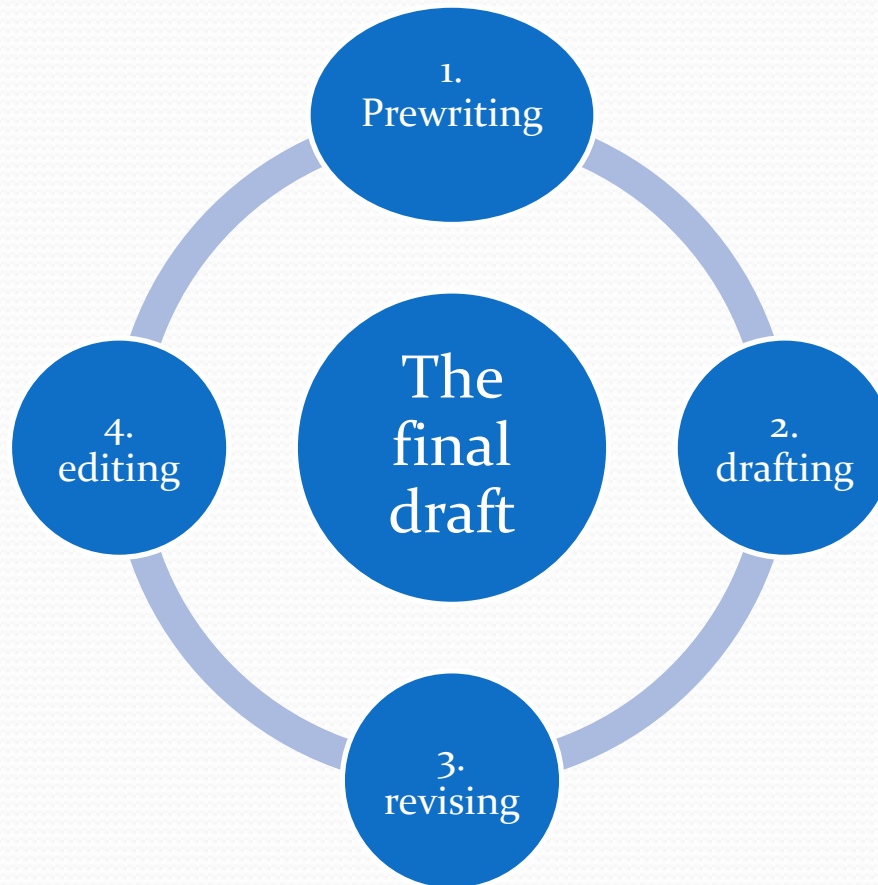 1.
Prewriting
The
final
draft
2.
drafting
3.
revising
4.
editing